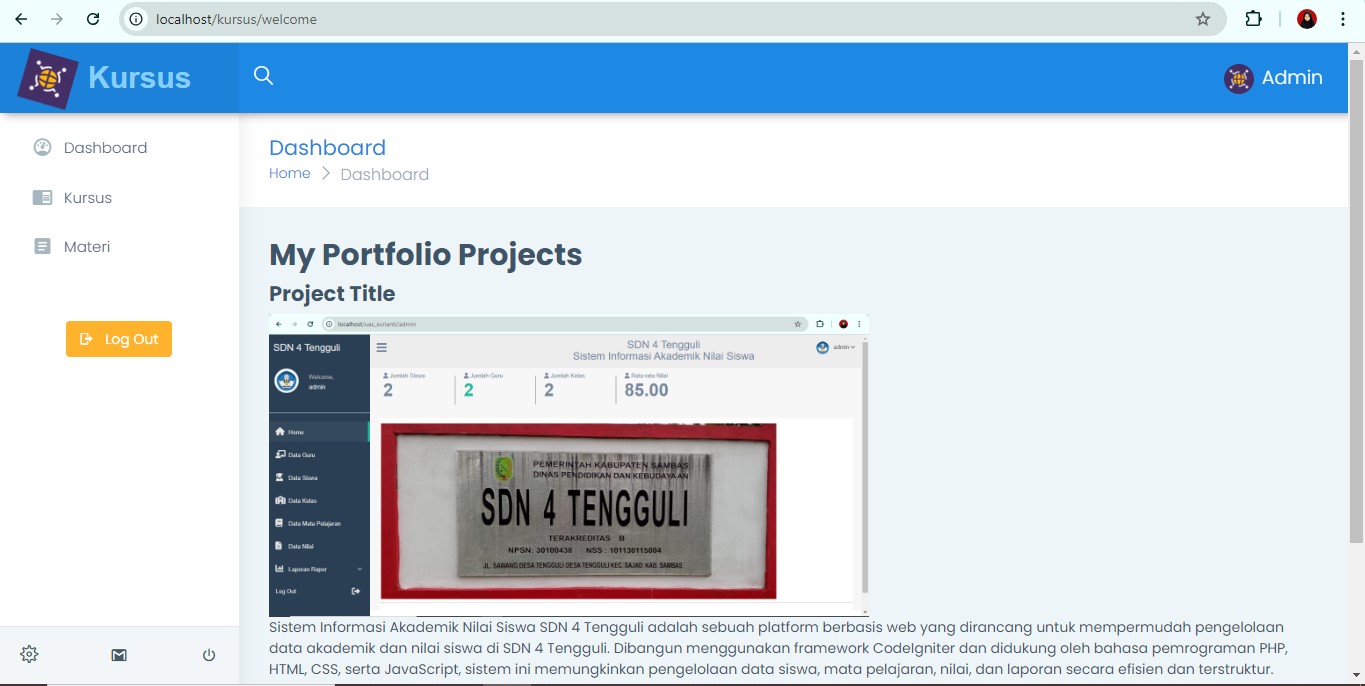 localhost/kursus/welcome
Kursus
Admin
Dashboard
Kursus
Materi
Log Out
Dashboard
Home > Dashboard
My Portfolio Projects
Project Title
localhost/uas_surianti/admin
SDN 4 Tengguli
Welcome,
admin
Home
Data Guru
Data Siswa
Data Kelas
Data Mata Pelajaran
Data Nilai
Laporan Rapor
Log Out
SDN 4 Tengguli
Sistem Informasi Akademik Nilai Siswa
admin
Jumlah Siswa
2
Jumlah Guru
2
Jumlah Kelas
2
Rata-rata Nilai
85.00
PEMERINTAH KABUPATEN SAMBAS
DINAS PENDIDIKAN DAN KEBUDAYAAN
SDN 4 TENGGULI
TERAKREDITAS B
NPSN: 30100438 NSS : 101130115004
JL. SAWANG DESA TENGGULI DESA TENGGULI KEC. SAJAD KAB. SAMBAS
Sistem Informasi Akademik Nilai Siswa SDN 4 Tengguli adalah sebuah platform berbasis web yang dirancang untuk mempermudah pengelolaan
data akademik dan nilai siswa di SDN 4 Tengguli. Dibangun menggunakan framework CodeIgniter dan didukung oleh bahasa pemrograman PHP,
HTML, CSS, serta JavaScript, sistem ini memungkinkan pengelolaan data siswa, mata pelajaran, nilai, dan laporan secara efisien dan terstruktur.